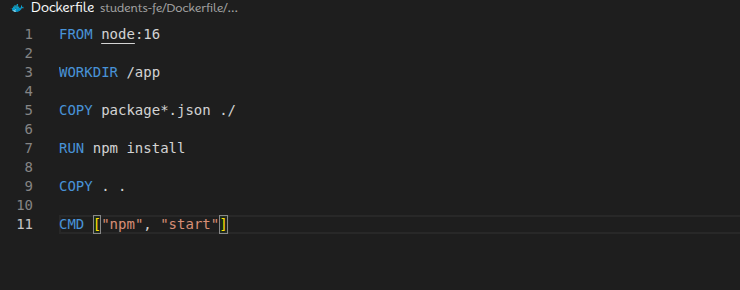 Dockerfile students-fe/Dockerfile/...
1 FROM node:16
2
3 WORKDIR /app
4
5 COPY package*.json ./
6
7 RUN npm install
8
9 COPY . .
10
11 CMD ["npm", "start"]